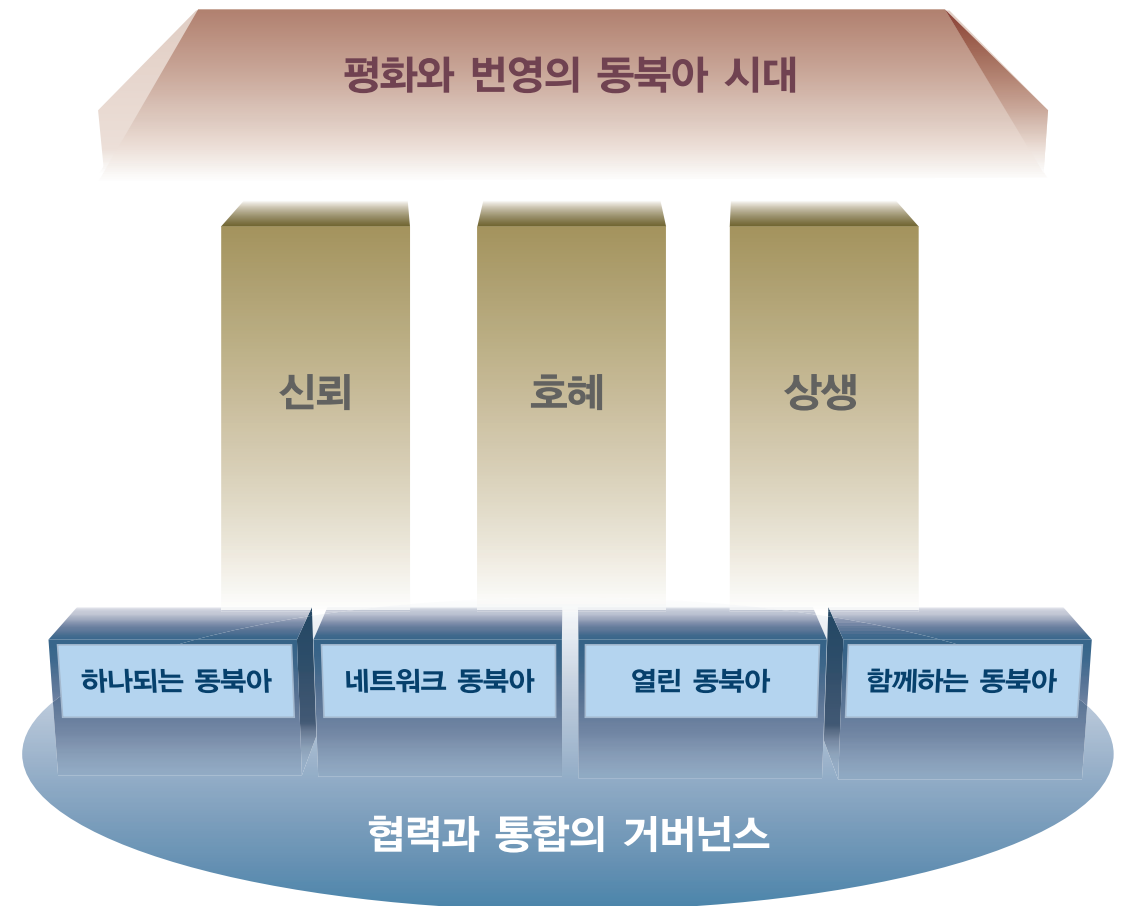 평화와 번영의 동북아 시대
신뢰
호혜
상생
하나되는 동북아
네트워크 동북아
열린 동북아
함께하는 동북아
협력과 통합의 거버넌스